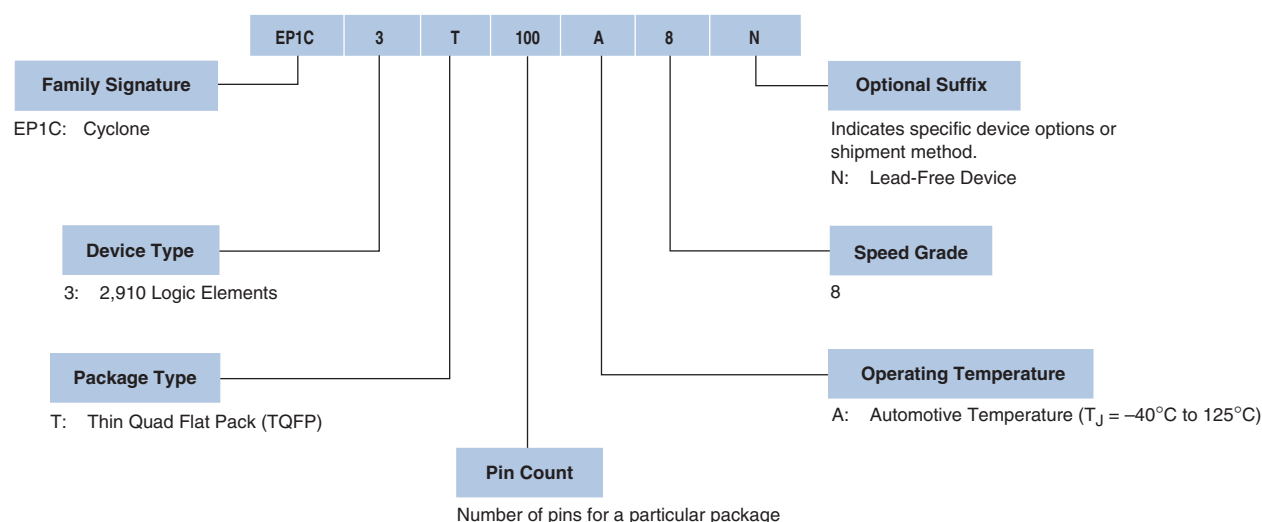 EP1C 3 T 100 A 8 N
Family Signature
EP1C: Cyclone
Optional Suffix
Indicates specific device options or
shipment method.
N: Lead-Free Device
Device Type
3: 2,910 Logic Elements
Speed Grade
8
Package Type
T: Thin Quad Flat Pack (TQFP)
Operating Temperature
A: Automotive Temperature (TJ = –40°C to 125°C)
Pin Count
Number of pins for a particular package